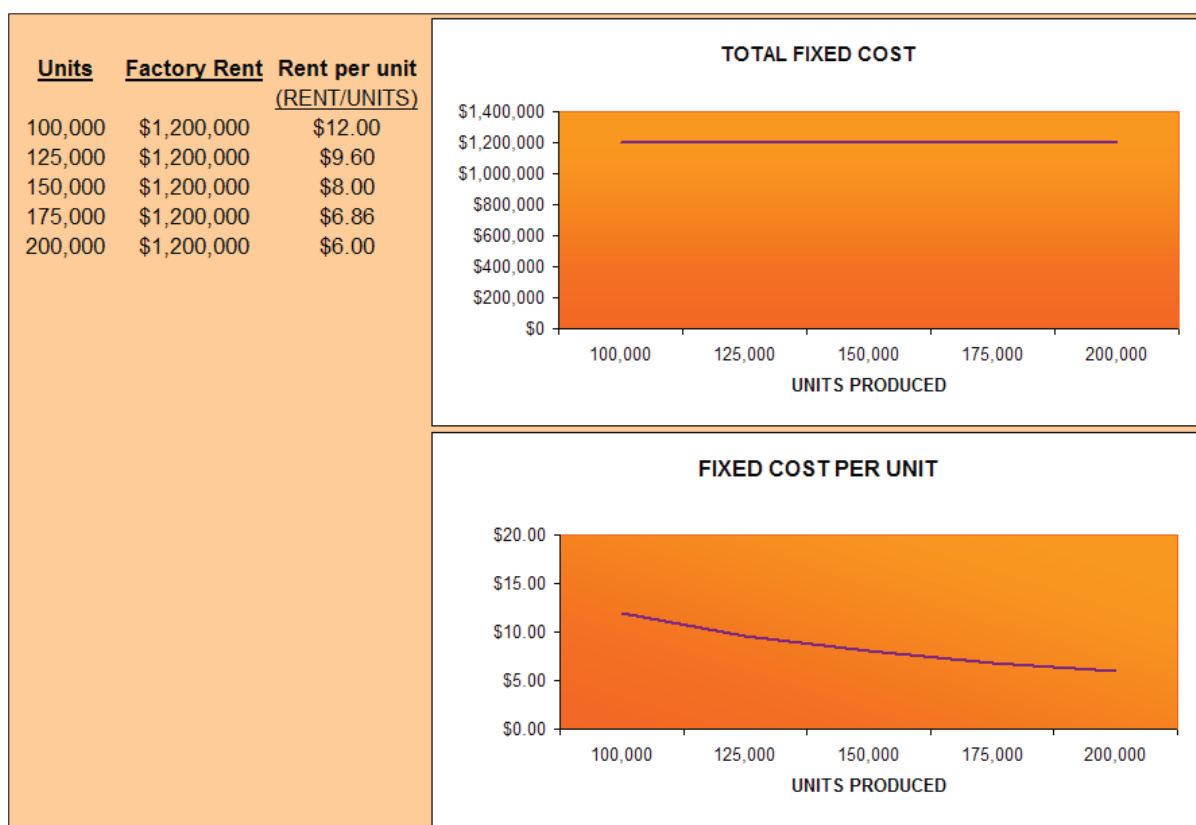 Units Factory Rent Rent per unit
(RENT/UNITS)
100,000 $1,200,000 $12.00
125,000 $1,200,000 $9.60
150,000 $1,200,000 $8.00
175,000 $1,200,000 $6.86
200,000 $1,200,000 $6.00
TOTAL FIXED COST
$1,400,000
$1,200,000
$1,000,000
$800,000
$600,000
$400,000
$200,000
$0
100,000 125,000 150,000 175,000 200,000
UNITS PRODUCED
FIXED COST PER UNIT
$20.00
$15.00
$10.00
$5.00
$0.00
100,000 125,000 150,000 175,000 200,000
UNITS PRODUCED